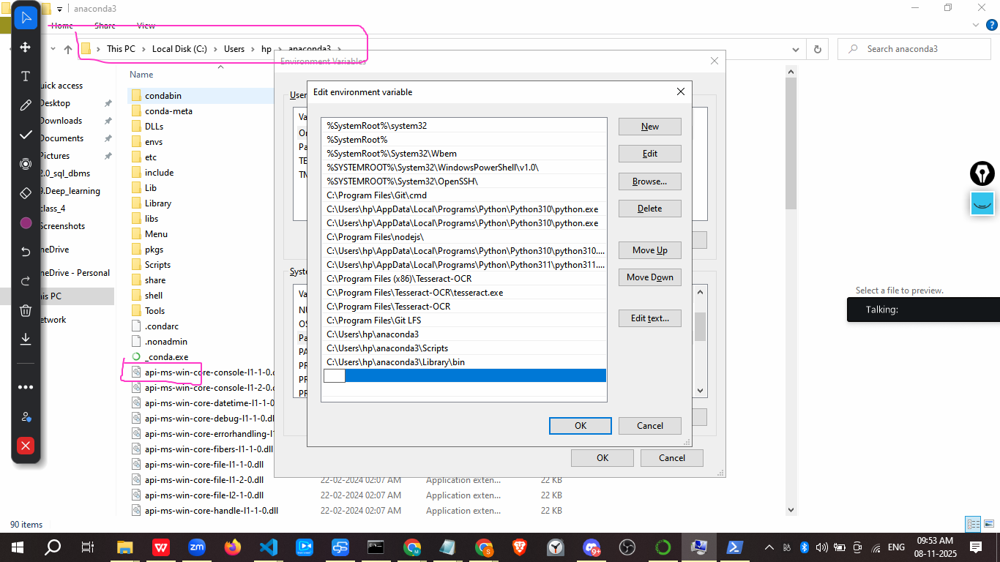 anaconda3
Home Share View
This PC > Local Disk (C:) > Users > hp > anaconda3 >
Search anaconda3
Name
uick access
Desktop
Downloads
Documents
Pictures
2.0_sql_dbms
9.Deep_learning
class_4
Screenshots
neDrive
neDrive - Personal
his PC
etwork
condabin
conda-meta
DLLs
envs
etc
include
Lib
Library
libs
Menu
pkgs
Scripts
share
shell
Tools
.condarc
.nonadmin
_conda.exe
api-ms-win-core-console-l1-1-0.d
api-ms-win-core-console-l1-2-0.d
api-ms-win-core-datetime-l1-1-0
api-ms-win-core-debug-l1-1-0.dl
api-ms-win-core-errorhandling-l1
api-ms-win-core-fibers-l1-1-0.dll
api-ms-win-core-file-l1-1-0.dll
api-ms-win-core-file-l1-2-0.dll 22-02-2024 02:07 AM Application exten... 22 KB
api-ms-win-core-file-l2-1-0.dll 22-02-2024 02:07 AM Application exten... 22 KB
api-ms-win-core-handle-l1-1-0.dll 22-02-2024 02:07 AM Application exten... 22 KB
90 items
Environment Variables
User
Va
On
Pa
TE
TM
Syste
Va
NU
OS
Pa
PA
PR
PR
PR
OK
Cancel
Edit environment variable
%SystemRoot%\system32
%SystemRoot%
%SystemRoot%\System32\Wbem
%SYSTEMROOT%\System32\WindowsPowerShell\v1.0\
%SYSTEMROOT%\System32\OpenSSH\
C:\Program Files\Git\cmd
C:\Users\hp\AppData\Local\Programs\Python\Python310\python.exe
C:\Users\hp\AppData\Local\Programs\Python\Python310\python.exe
C:\Program Files\nodejs\
C:\Users\hp\AppData\Local\Programs\Python\Python310\python310....
C:\Users\hp\AppData\Local\Programs\Python\Python311\python311....
C:\Program Files (x86)\Tesseract-OCR
C:\Program Files\Tesseract-OCR\tesseract.exe
C:\Program Files\Tesseract-OCR
C:\Program Files\Git LFS
C:\Users\hp\anaconda3
C:\Users\hp\anaconda3\Scripts
C:\Users\hp\anaconda3\Library\bin
New
Edit
Browse...
Delete
Move Up
Move Down
Edit text...
OK
Cancel
Select a file to preview.
Talking:
ENG
09:53 AM
08-11-2025